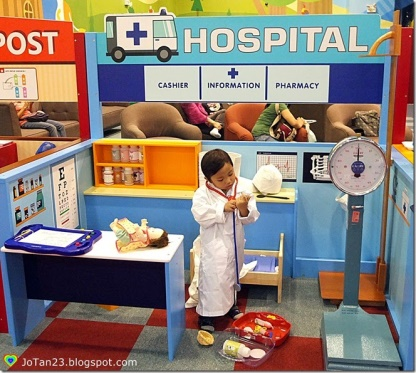 POST
HOSPITAL
CASHIER
INFORMATION
PHARMACY
JoTan23.blogspot.com